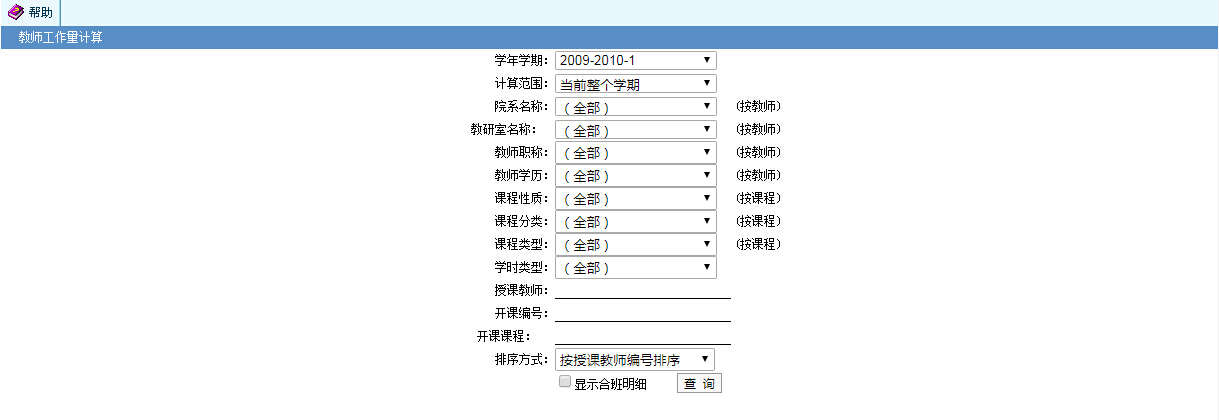 帮助
教师工作量计算
学年学期： 2009-2010-1
计算范围： 当前整个学期
院系名称： （全部） (按教师)
教研室名称： （全部） (按教师)
教师职称： （全部） (按教师)
教师学历： （全部） (按教师)
课程性质： （全部） (按课程)
课程分类： （全部） (按课程)
课程类型： （全部） (按课程)
学时类型： （全部）
授课教师：
开课编号：
开课课程：
排序方式： 按授课教师编号排序
显示合班明细 查 询